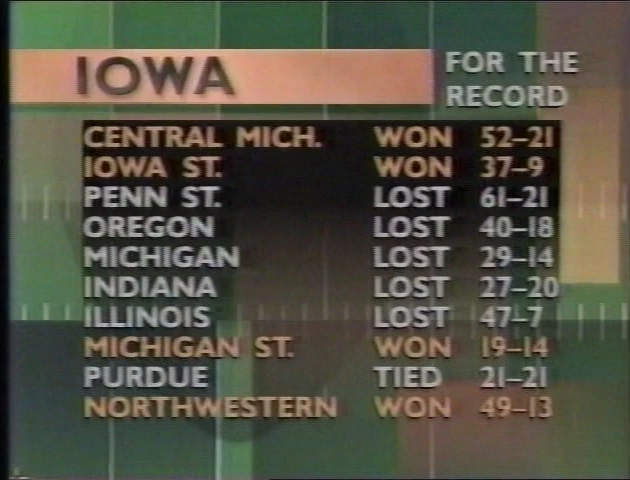 IOWA
FOR THE
RECORD
CENTRAL MICH. WON 52–21
IOWA ST. WON 37–9
PENN ST. LOST 61–21
OREGON LOST 40–18
MICHIGAN LOST 29–14
INDIANA LOST 27–20
ILLINOIS LOST 47–7
MICHIGAN ST. WON 19–14
PURDUE TIED 21–21
NORTHWESTERN WON 49–13